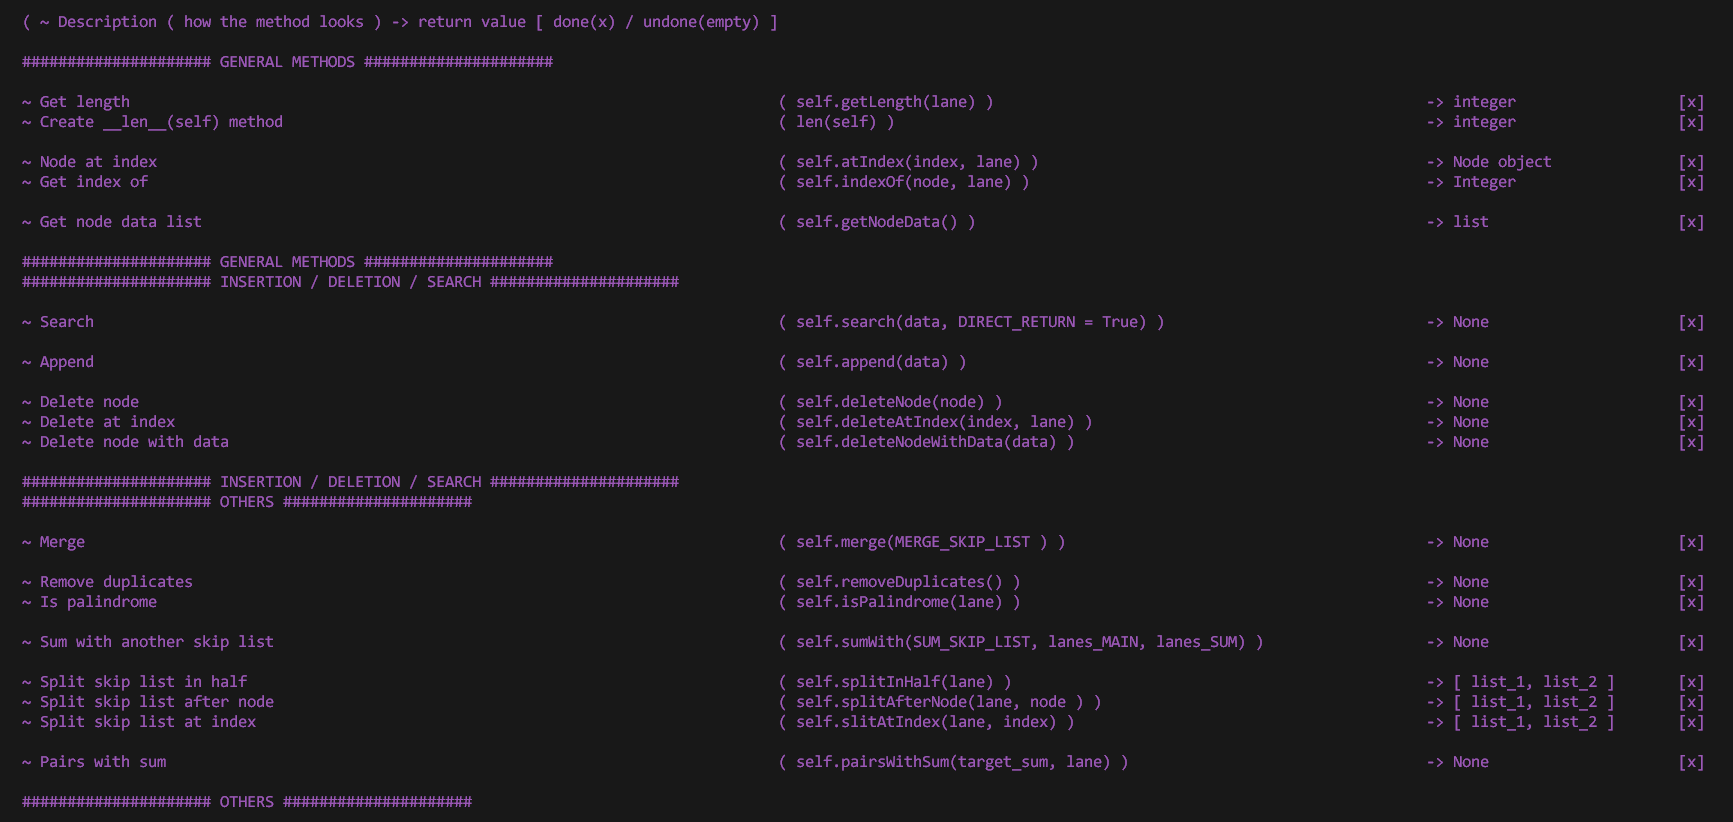 ( ~ Description ( how the method looks ) -> return value [ done(x) / undone(empty) ]
##################### GENERAL METHODS #####################
~ Get length ( self.getLength(lane) ) -> integer [x]
~ Create __len__(self) method ( len(self) ) -> integer [x]
~ Node at index ( self.atIndex(index, lane) ) -> Node object [x]
~ Get index of ( self.indexOf(node, lane) ) -> Integer [x]
~ Get node data list ( self.getNodeData() ) -> list [x]
##################### GENERAL METHODS #####################
##################### INSERTION / DELETION / SEARCH #####################
~ Search ( self.search(data, DIRECT_RETURN = True) ) -> None [x]
~ Append ( self.append(data) ) -> None [x]
~ Delete node ( self.deleteNode(node) ) -> None [x]
~ Delete at index ( self.deleteAtIndex(index, lane) ) -> None [x]
~ Delete node with data ( self.deleteNodeWithData(data) ) -> None [x]
##################### INSERTION / DELETION / SEARCH #####################
##################### OTHERS #####################
~ Merge ( self.merge(MERGE_SKIP_LIST ) ) -> None [x]
~ Remove duplicates ( self.removeDuplicates() ) -> None [x]
~ Is palindrome ( self.isPalindrome(lane) ) -> None [x]
~ Sum with another skip list ( self.sumWith(SUM_SKIP_LIST, lanes_MAIN, lanes_SUM) ) -> None [x]
~ Split skip list in half ( self.splitInHalf(lane) ) -> [ list_1, list_2 ] [x]
~ Split skip list after node ( self.splitAfterNode(lane, node ) ) -> [ list_1, list_2 ] [x]
~ Split skip list at index ( self.slitAtIndex(lane, index) ) -> [ list_1, list_2 ] [x]
~ Pairs with sum ( self.pairsWithSum(target_sum, lane) ) -> None [x]
##################### OTHERS #####################